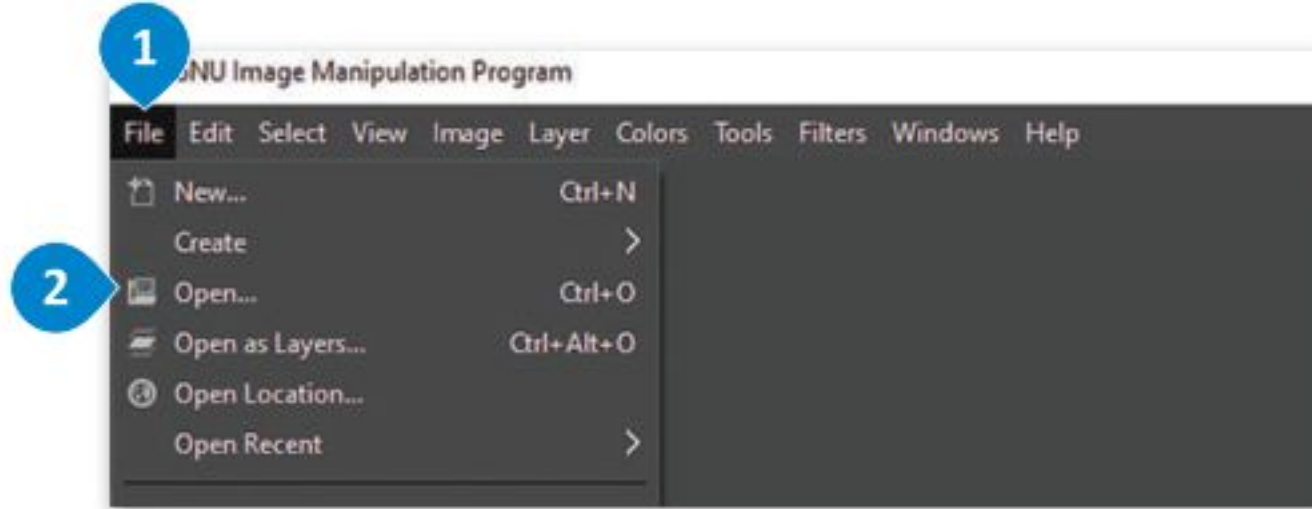 1
NU Image Manipulation Program
File Edit Select View Image Layer Colors Tools Filters Windows Help
New... Ctrl+N
Create >
2
Open... Ctrl+O
Open as Layers... Ctrl+Alt+O
Open Location...
Open Recent >